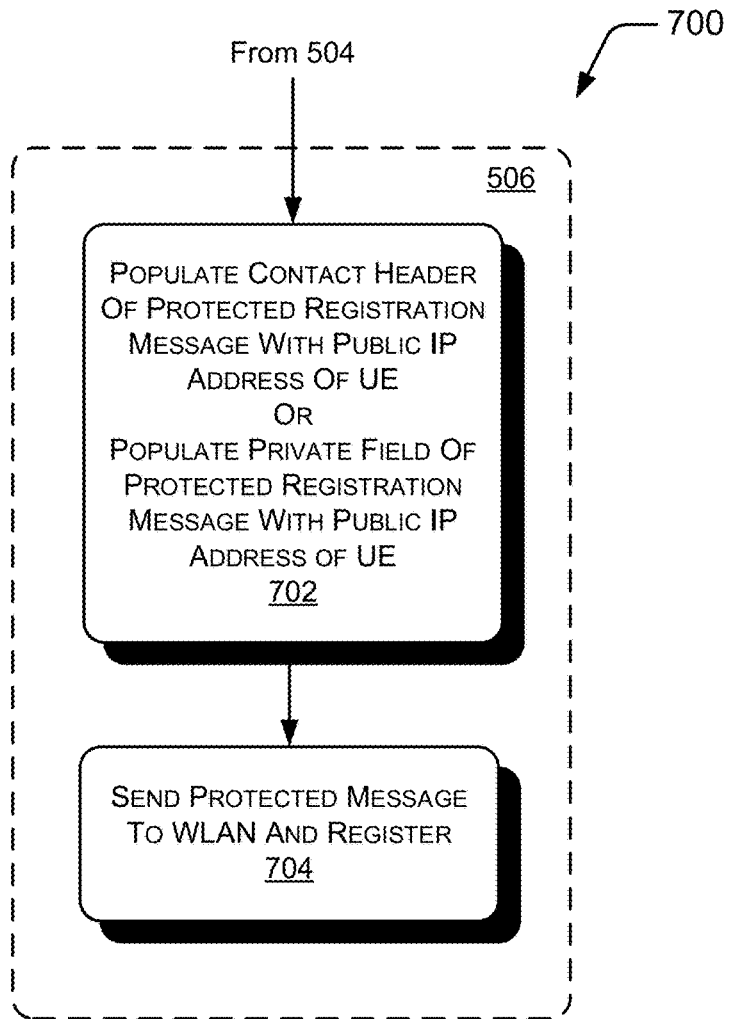 700
From 504
506
POPULATE CONTACT HEADER
OF PROTECTED REGISTRATION
MESSAGE WITH PUBLIC IP
ADDRESS OF UE
OR
POPULATE PRIVATE FIELD OF
PROTECTED REGISTRATION
MESSAGE WITH PUBLIC IP
ADDRESS OF UE
702
SEND PROTECTED MESSAGE
TO WLAN AND REGISTER
704